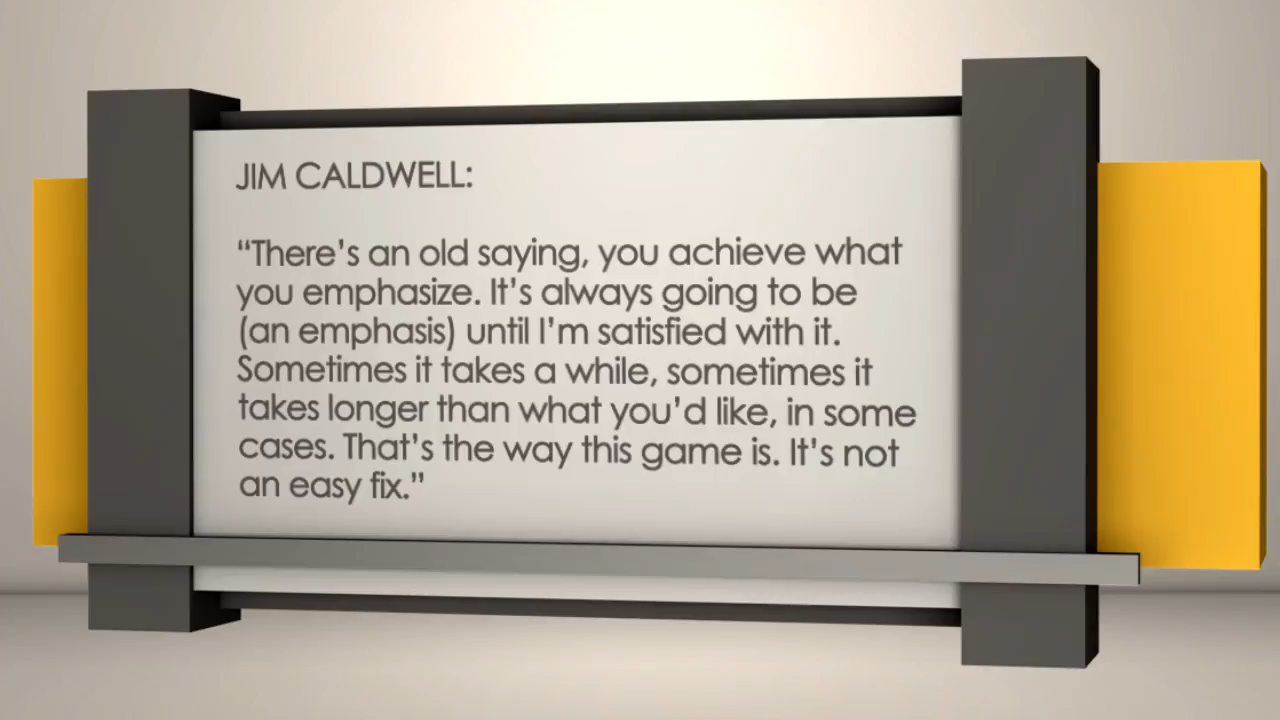 JIM CALDWELL:
“There’s an old saying, you achieve what
you emphasize. It’s always going to be
(an emphasis) until I’m satisfied with it.
Sometimes it takes a while, sometimes it
takes longer than what you’d like, in some
cases. That’s the way this game is. It’s not
an easy fix.”